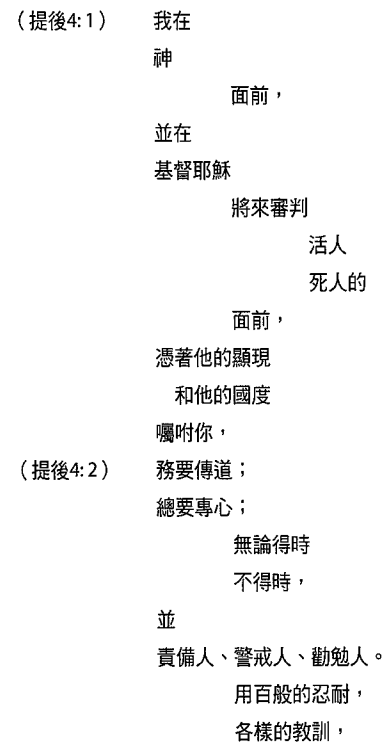 （提後4:1） 我在
神
面前，
並在
基督耶穌
將來審判
活人
死人的
面前，
憑著他的顯現
和他的國度
囑咐你，
（提後4:2） 務要傳道；
總要專心；
無論得時
不得時，
並
責備人、警戒人、勸勉人。
用百般的忍耐，
各樣的教訓，